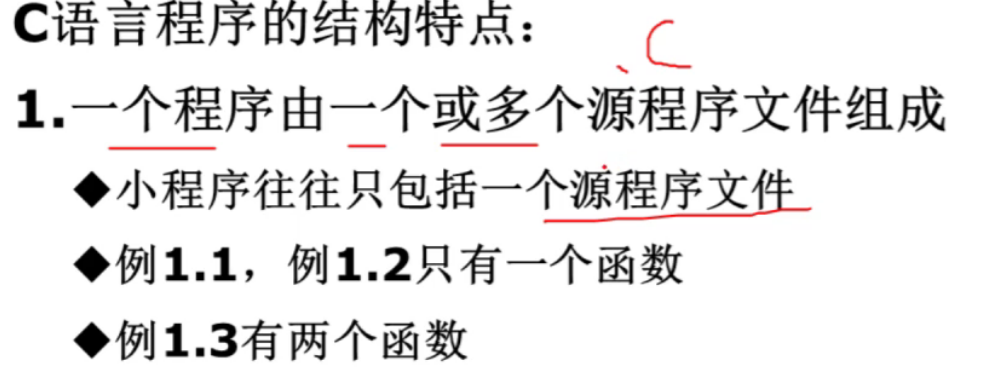 C语言程序的结构特点：
、C
1.一个程序由一个或多个源程序文件组成
◆小程序往往只包括一个源程序文件
◆例1.1，例1.2只有一个函数
◆例1.3有两个函数